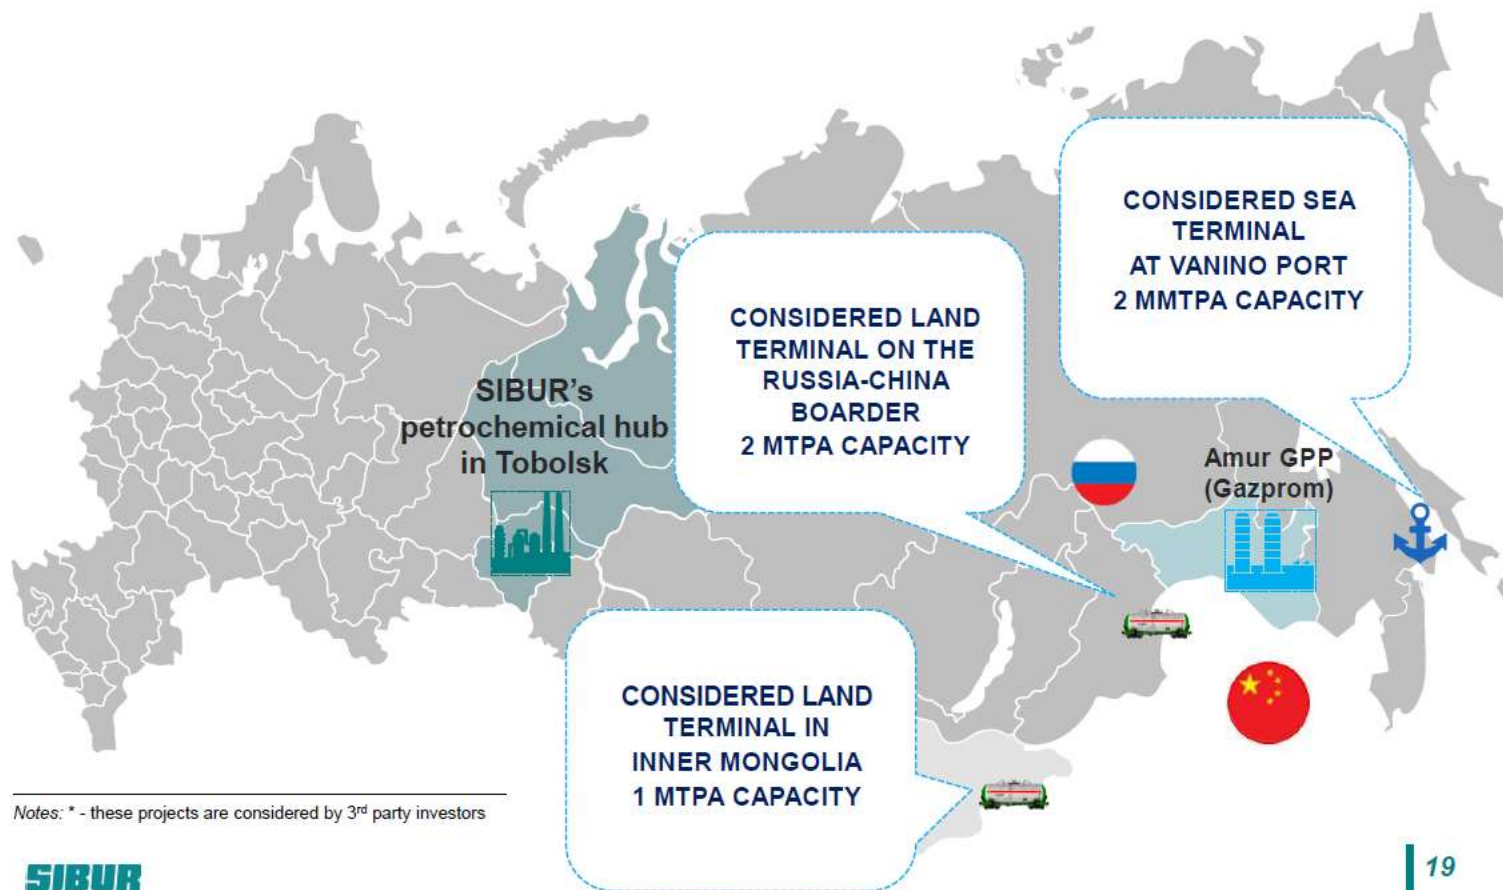 CONSIDERED SEA
TERMINAL
AT VANINO PORT
2 MMTPA CAPACITY
CONSIDERED LAND
TERMINAL ON THE
RUSSIA-CHINA
BOARDER
2 MTPA CAPACITY
SIBUR’s
petrochemical hub
in Tobolsk
Amur GPP
(Gazprom)
CONSIDERED LAND
TERMINAL IN
INNER MONGOLIA
1 MTPA CAPACITY
Notes: * - these projects are considered by 3rd party investors
SIBUR
19